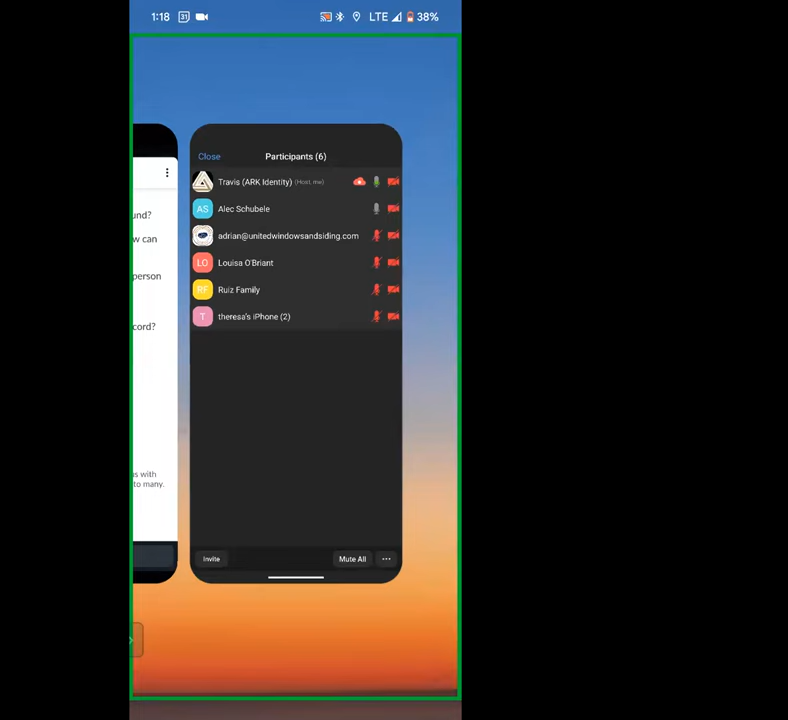 1:18 31 LTE 38%
und?
w can
person
cord?
s with
to many.
Close Participants (6)
Travis (ARK Identity) (Host, me)
AS Alec Schubele
adrian@unitedwindowsandsiding.com
LO Louisa O'Briant
RF Ruiz Family
T theresa's iPhone (2)
Invite Mute All ...